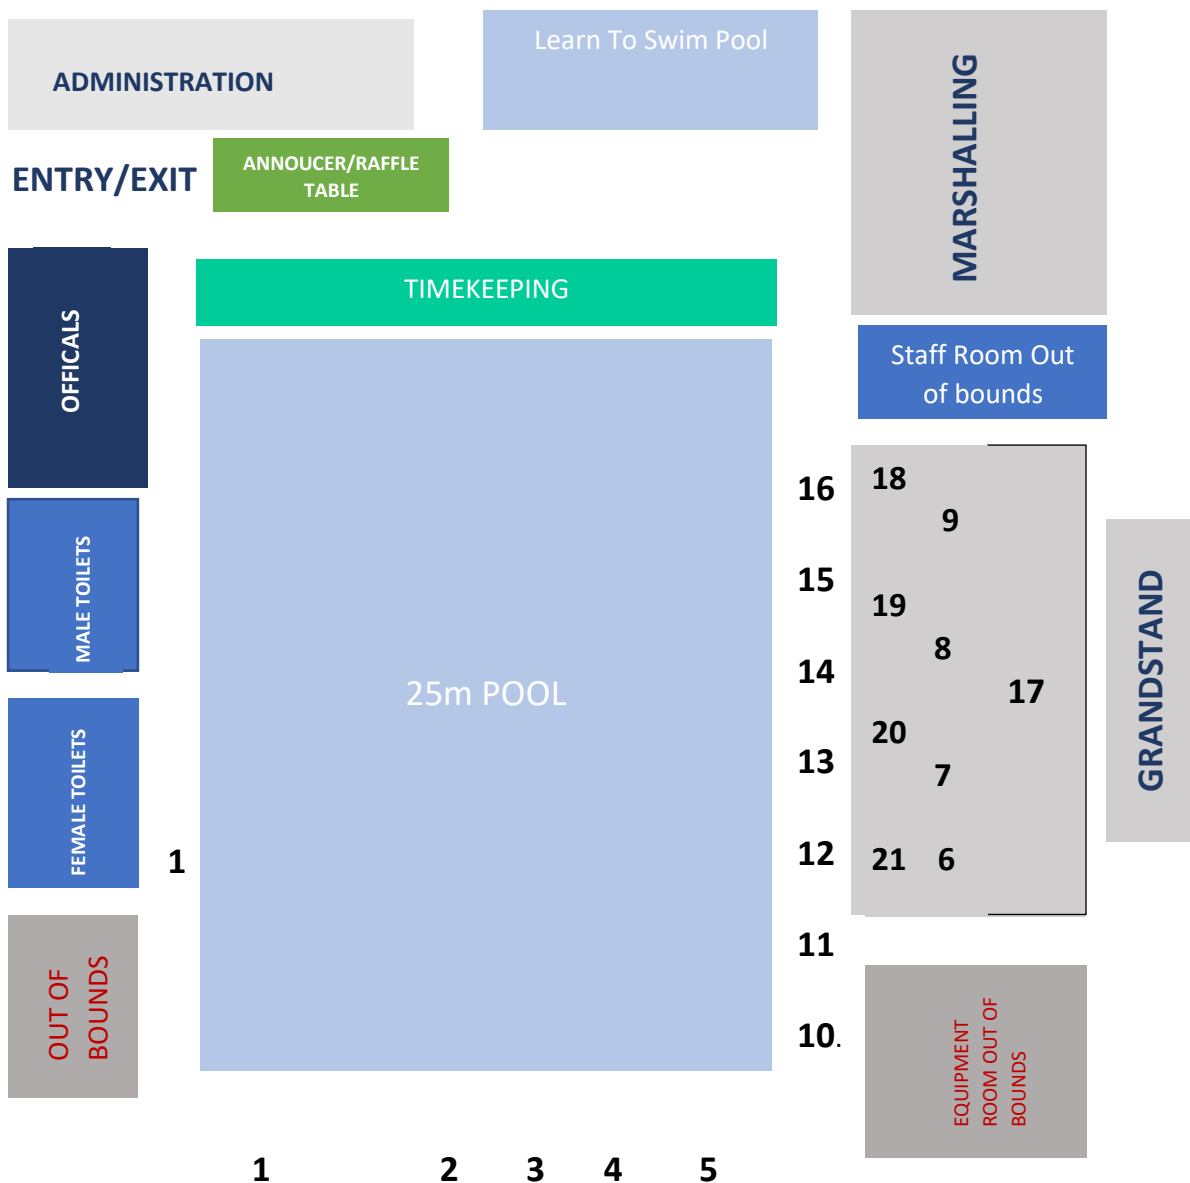 Learn To Swim Pool
ADMINISTRATION
MARSHALLING
ANNOUCER/RAFFLE
TABLE
ENTRY/EXIT
TIMEKEEPING
OFFICALS
Staff Room Out
of bounds
16
18
9
MALE TOILETS
15
19
8
GRANDSTAND
14
25m POOL
17
20
13
7
FEMALE TOILETS
1
12
21
6
11
OUT OF
BOUNDS
10.
EQUIPMENT
ROOM OUT OF
BOUNDS
1
2
3
4
5